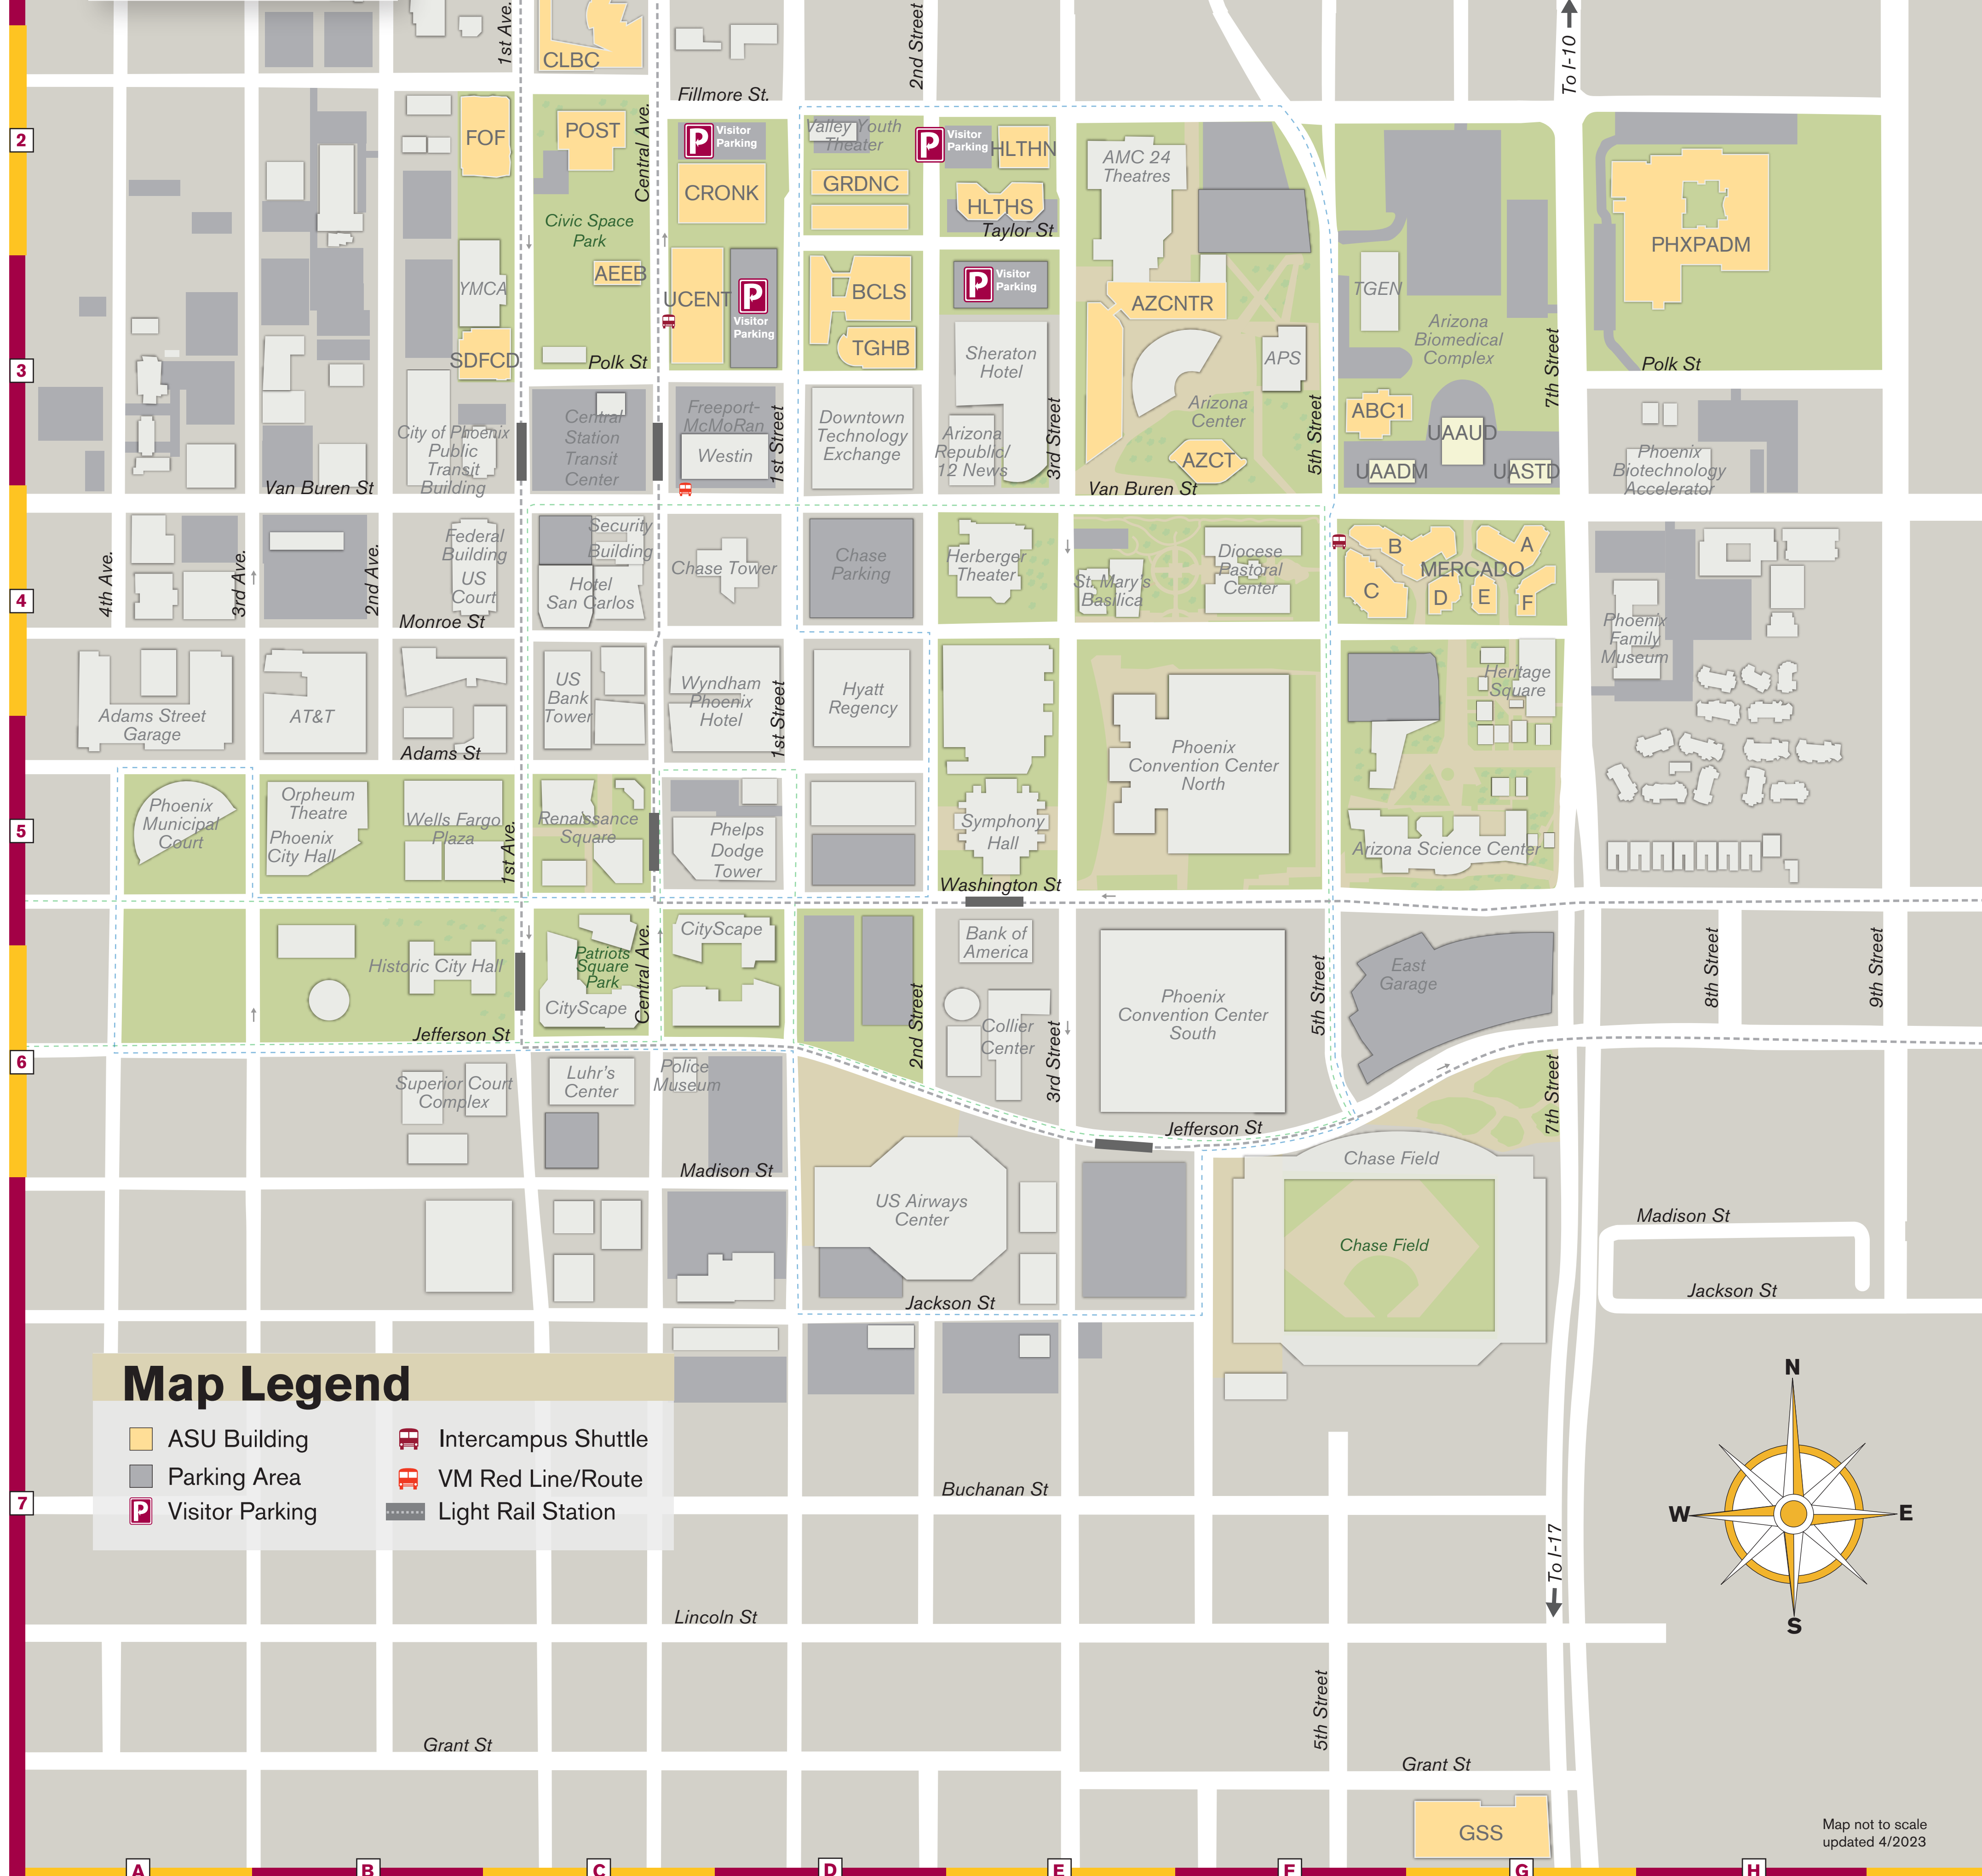 1st Ave.
CLBC
2nd Street
To I-10
Fillmore St.
2
FOF
POST
Central Ave.
P
Visitor
Parking
CRONK
Valley Youth
Theater
P
Visitor
Parking
HLTHN
GRDNC
HLTHS
Taylor St
AMC 24
Theatres
PHXPADM
Civic Space
Park
AEEB
YMCA
UCENT
P
Visitor
Parking
BCLS
TGHB
P
Visitor
Parking
AZCNTR
TGEN
Arizona
Biomedical
Complex
7th Street
3
SDFCD
Polk St
Sheraton
Hotel
APS
Polk St
City of Phoenix
Public
Transit
Building
Central
Station
Transit
Center
Freeport-
McMoRan
Westin
1st Street
Downtown
Technology
Exchange
Arizona
Republic/
12 News
3rd Street
Arizona
Center
AZCT
5th Street
ABC1
UAAUD
UAADM
UASTD
Phoenix
Biotechnology
Accelerator
Van Buren St
Van Buren St
4
4th Ave.
3rd Ave.
2nd Ave.
Federal
Building
US
Court
Security
Building
Hotel
San Carlos
Chase Tower
Chase
Parking
Herberger
Theater
St. Mary's
Basilica
Diocese
Pastoral
Center
B
A
MERCADO
C
D
E
F
Phoenix
Family
Museum
Monroe St
Adams Street
Garage
AT&T
US
Bank
Tower
Wyndham
Phoenix
Hotel
1st Street
Hyatt
Regency
Phoenix
Convention Center
North
Heritage
Square
Adams St
5
Phoenix
Municipal
Court
Orpheum
Theatre
Phoenix
City Hall
Wells Fargo
Plaza
1st Ave.
Renaissance
Square
Phelps
Dodge
Tower
Symphony
Hall
Arizona Science Center
Washington St
Historic City Hall
Patriots
Square
Park
CityScape
Central Ave.
CityScape
2nd Street
Bank of
America
Collier
Center
3rd Street
Phoenix
Convention Center
South
5th Street
East
Garage
8th Street
9th Street
Jefferson St
6
Superior Court
Complex
Luhr's
Center
Police
Museum
Jefferson St
7th Street
Madison St
US Airways
Center
Chase Field
Chase Field
Madison St
Jackson St
Jackson St
Map Legend
ASU Building
Intercampus Shuttle
Parking Area
VM Red Line/Route
P
Visitor Parking
Light Rail Station
7
Buchanan St
N
W
E
S
To I-17
Lincoln St
5th Street
Grant St
Grant St
GSS
Map not to scale
updated 4/2023
A
B
C
D
E
F
G
H